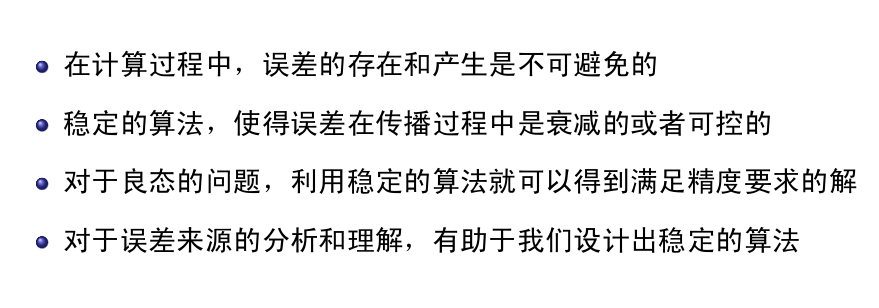 在计算过程中，误差的存在和产生是不可避免的
稳定的算法，使得误差在传播过程中是衰减的或者可控的
对于良态的问题，利用稳定的算法就可以得到满足精度要求的解
对于误差来源的分析和理解，有助于我们设计出稳定的算法